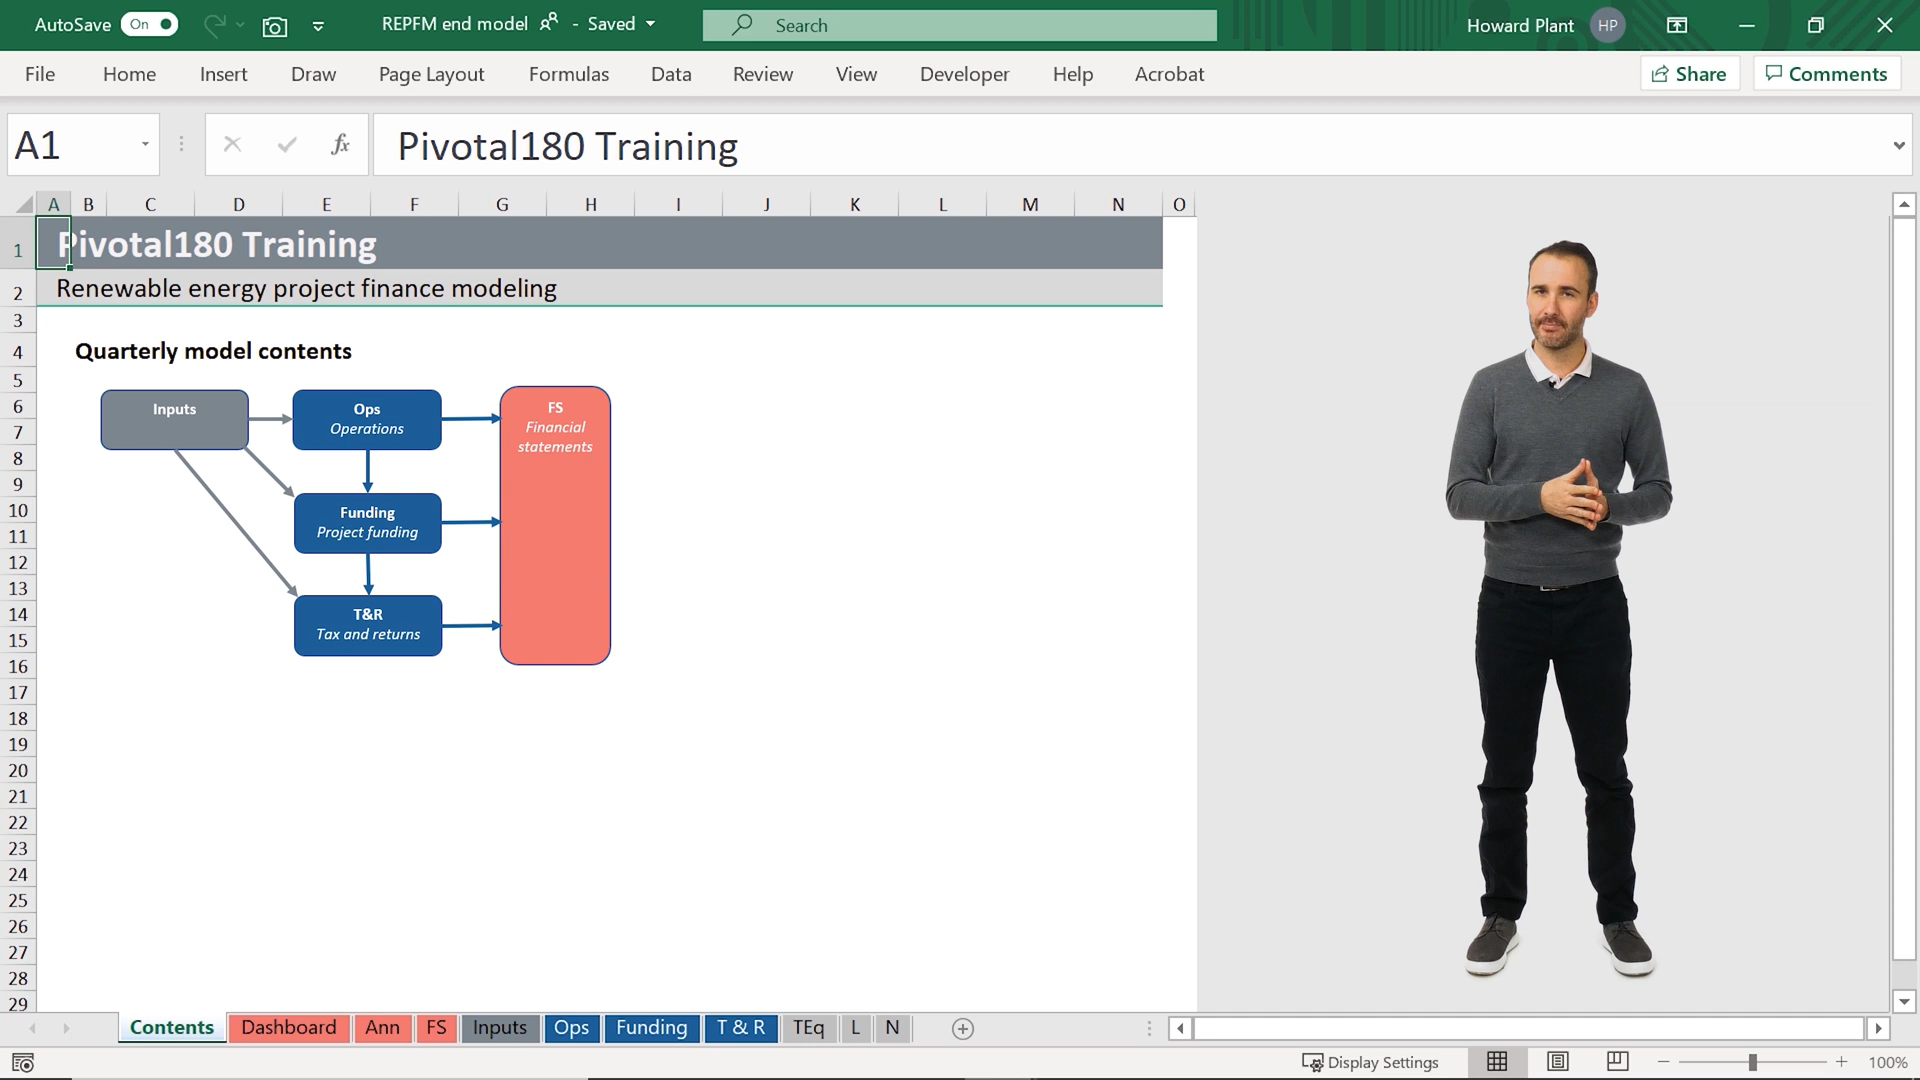 AutoSave On REPFM end model - Saved Search Howard Plant HP
File Home Insert Draw Page Layout Formulas Data Review View Developer Help Acrobat Share Comments
A1 fx Pivotal180 Training
A B C D E F G H I J K L M N O
1 Pivotal180 Training
2 Renewable energy project finance modeling
3
4 Quarterly model contents
5
6
7
8
9
10
11
12
13
14
15
16
17
18
19
20
21
22
23
24
25
26
27
28
29
Inputs
Ops
Operations
FS
Financial
statements
Funding
Project funding
T&R
Tax and returns
Contents Dashboard Ann FS Inputs Ops Funding T & R TEq L N
Display Settings 100%